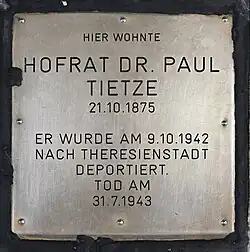 HIER WOHNTE
HOFRAT DR. PAUL
TIETZE
21.10.1875
ER WURDE AM 9.10.1942
NACH THERESIENSTADT
DEPORTIERT.
TOD AM
31.7.1943